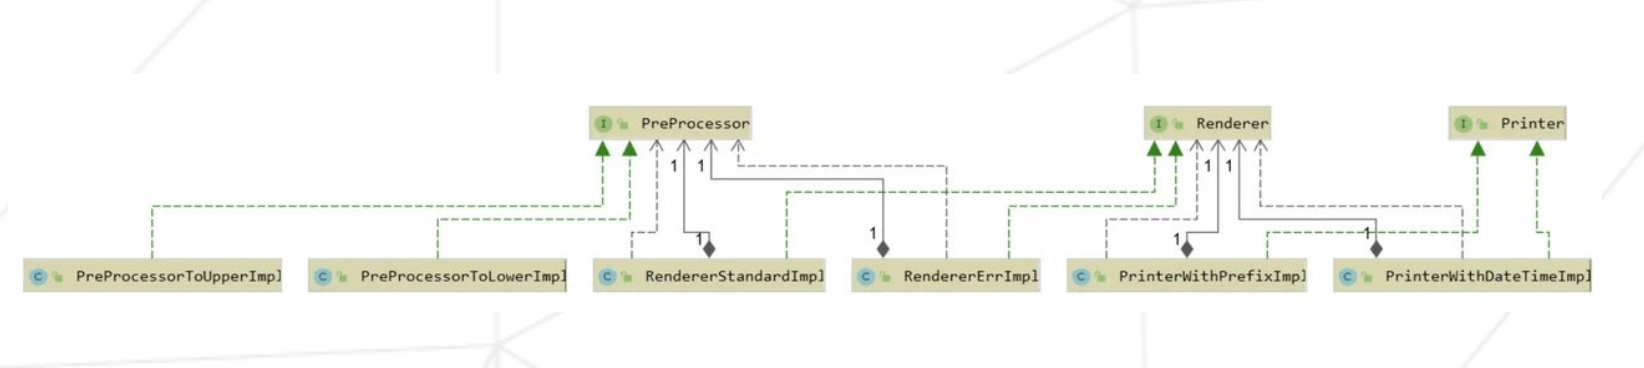 I PreProcessor
I Renderer
I Printer
1 1
1 1
1
1
1
1
C PreProcessorToUpperImpl
C PreProcessorToLowerImpl
C RendererStandardImpl
C RendererErrImpl
C PrinterWithPrefixImpl
C PrinterWithDateTimeImpl